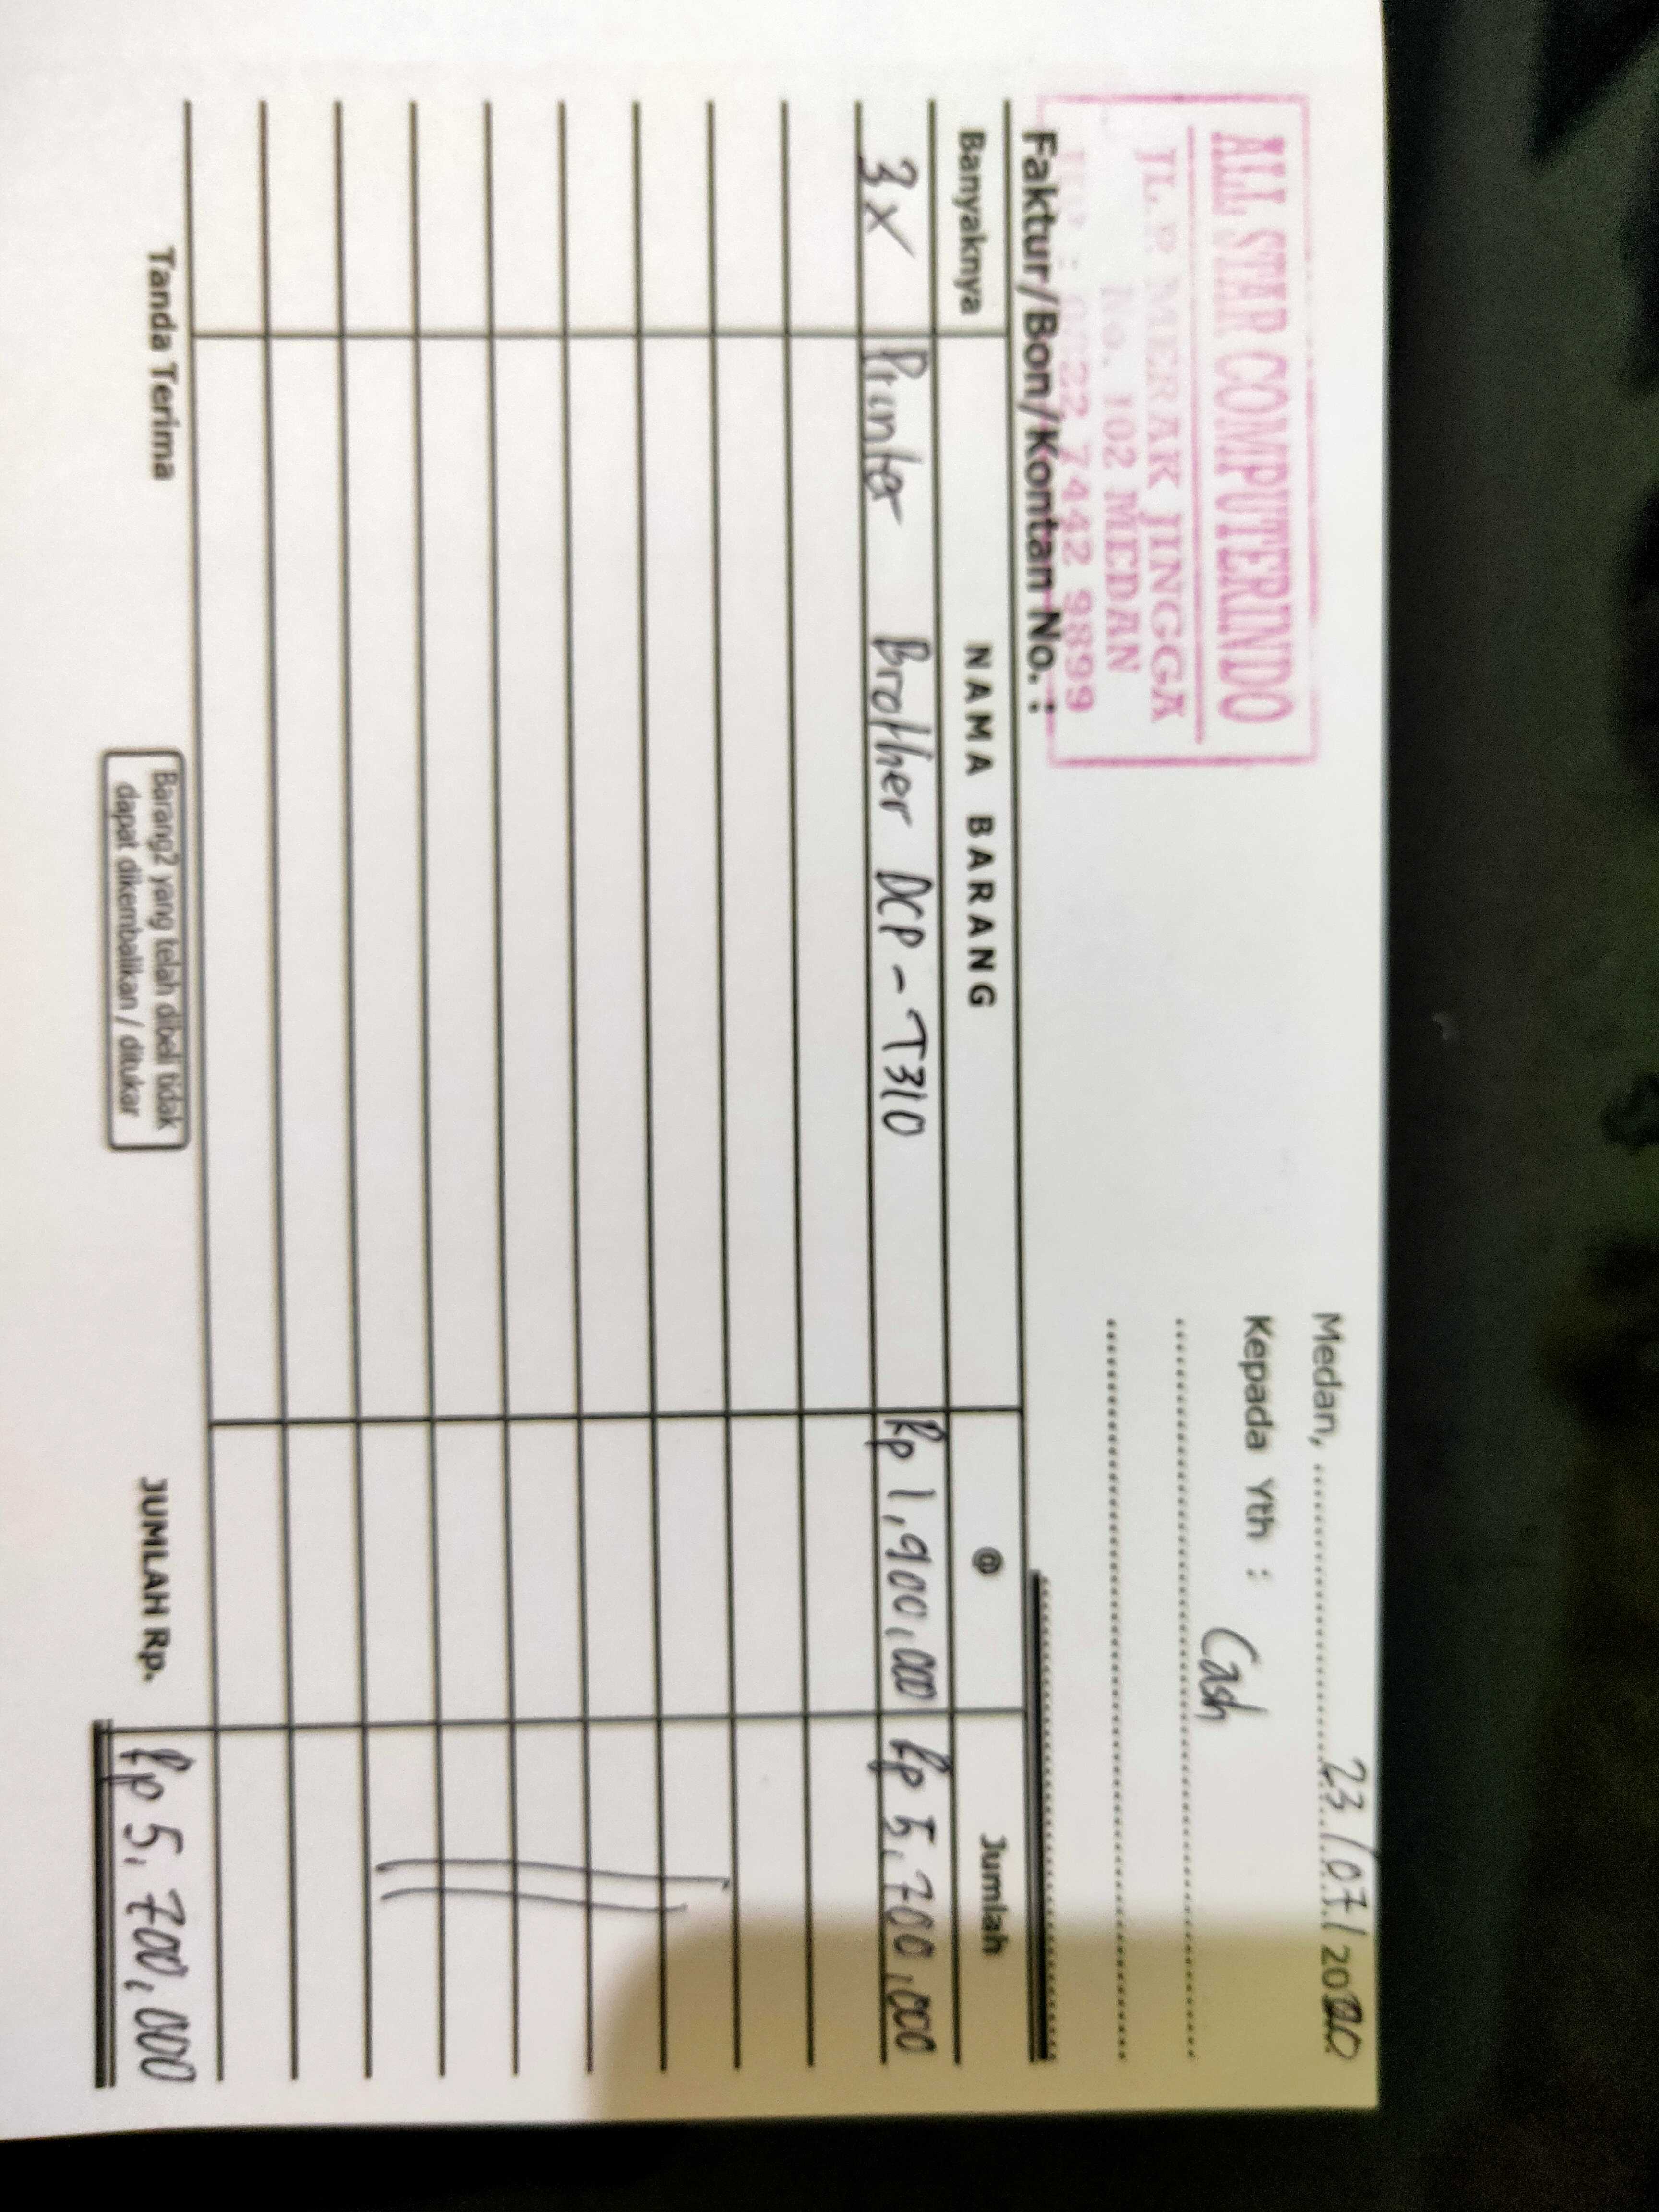 ALL STAR COMPUTERINDO
JL. P. MERAK JINGGA
No. 102 MEDAN
: 0822 7442 9899
Medan, 23/07/2020
Kepada Yth : Cash
Faktur/Bon/Kontan No. :
Banyaknya NAMA BARANG @ Jumlah
3x Printer Brother DCP-T310 Rp 1,900,000 Rp 5,700,000
Tanda Terima
Barang2 yang telah dibeli tidak
dapat dikembalikan / ditukar
JUMLAH Rp. Rp 5,700,000